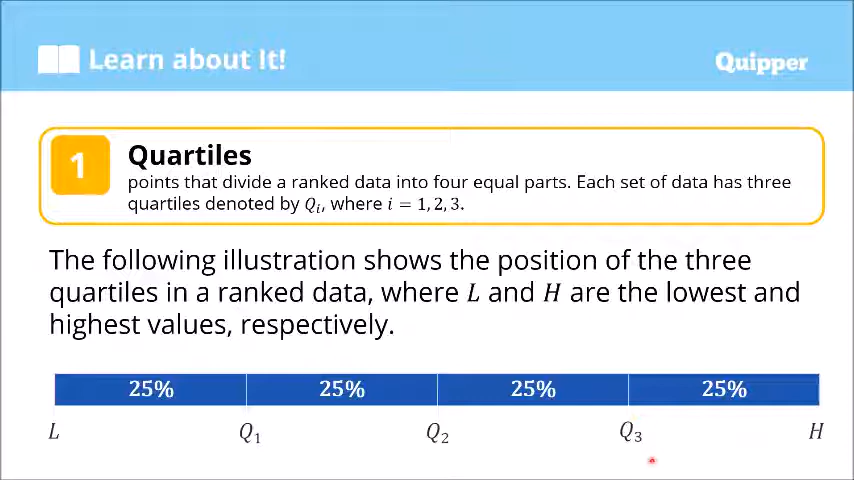 Learn about It!
Quipper
1
Quartiles
points that divide a ranked data into four equal parts. Each set of data has three
quartiles denoted by Qᵢ, where i = 1, 2, 3.
The following illustration shows the position of the three
quartiles in a ranked data, where L and H are the lowest and
highest values, respectively.
25% 25% 25% 25%
L Q₁ Q₂ Q₃ H